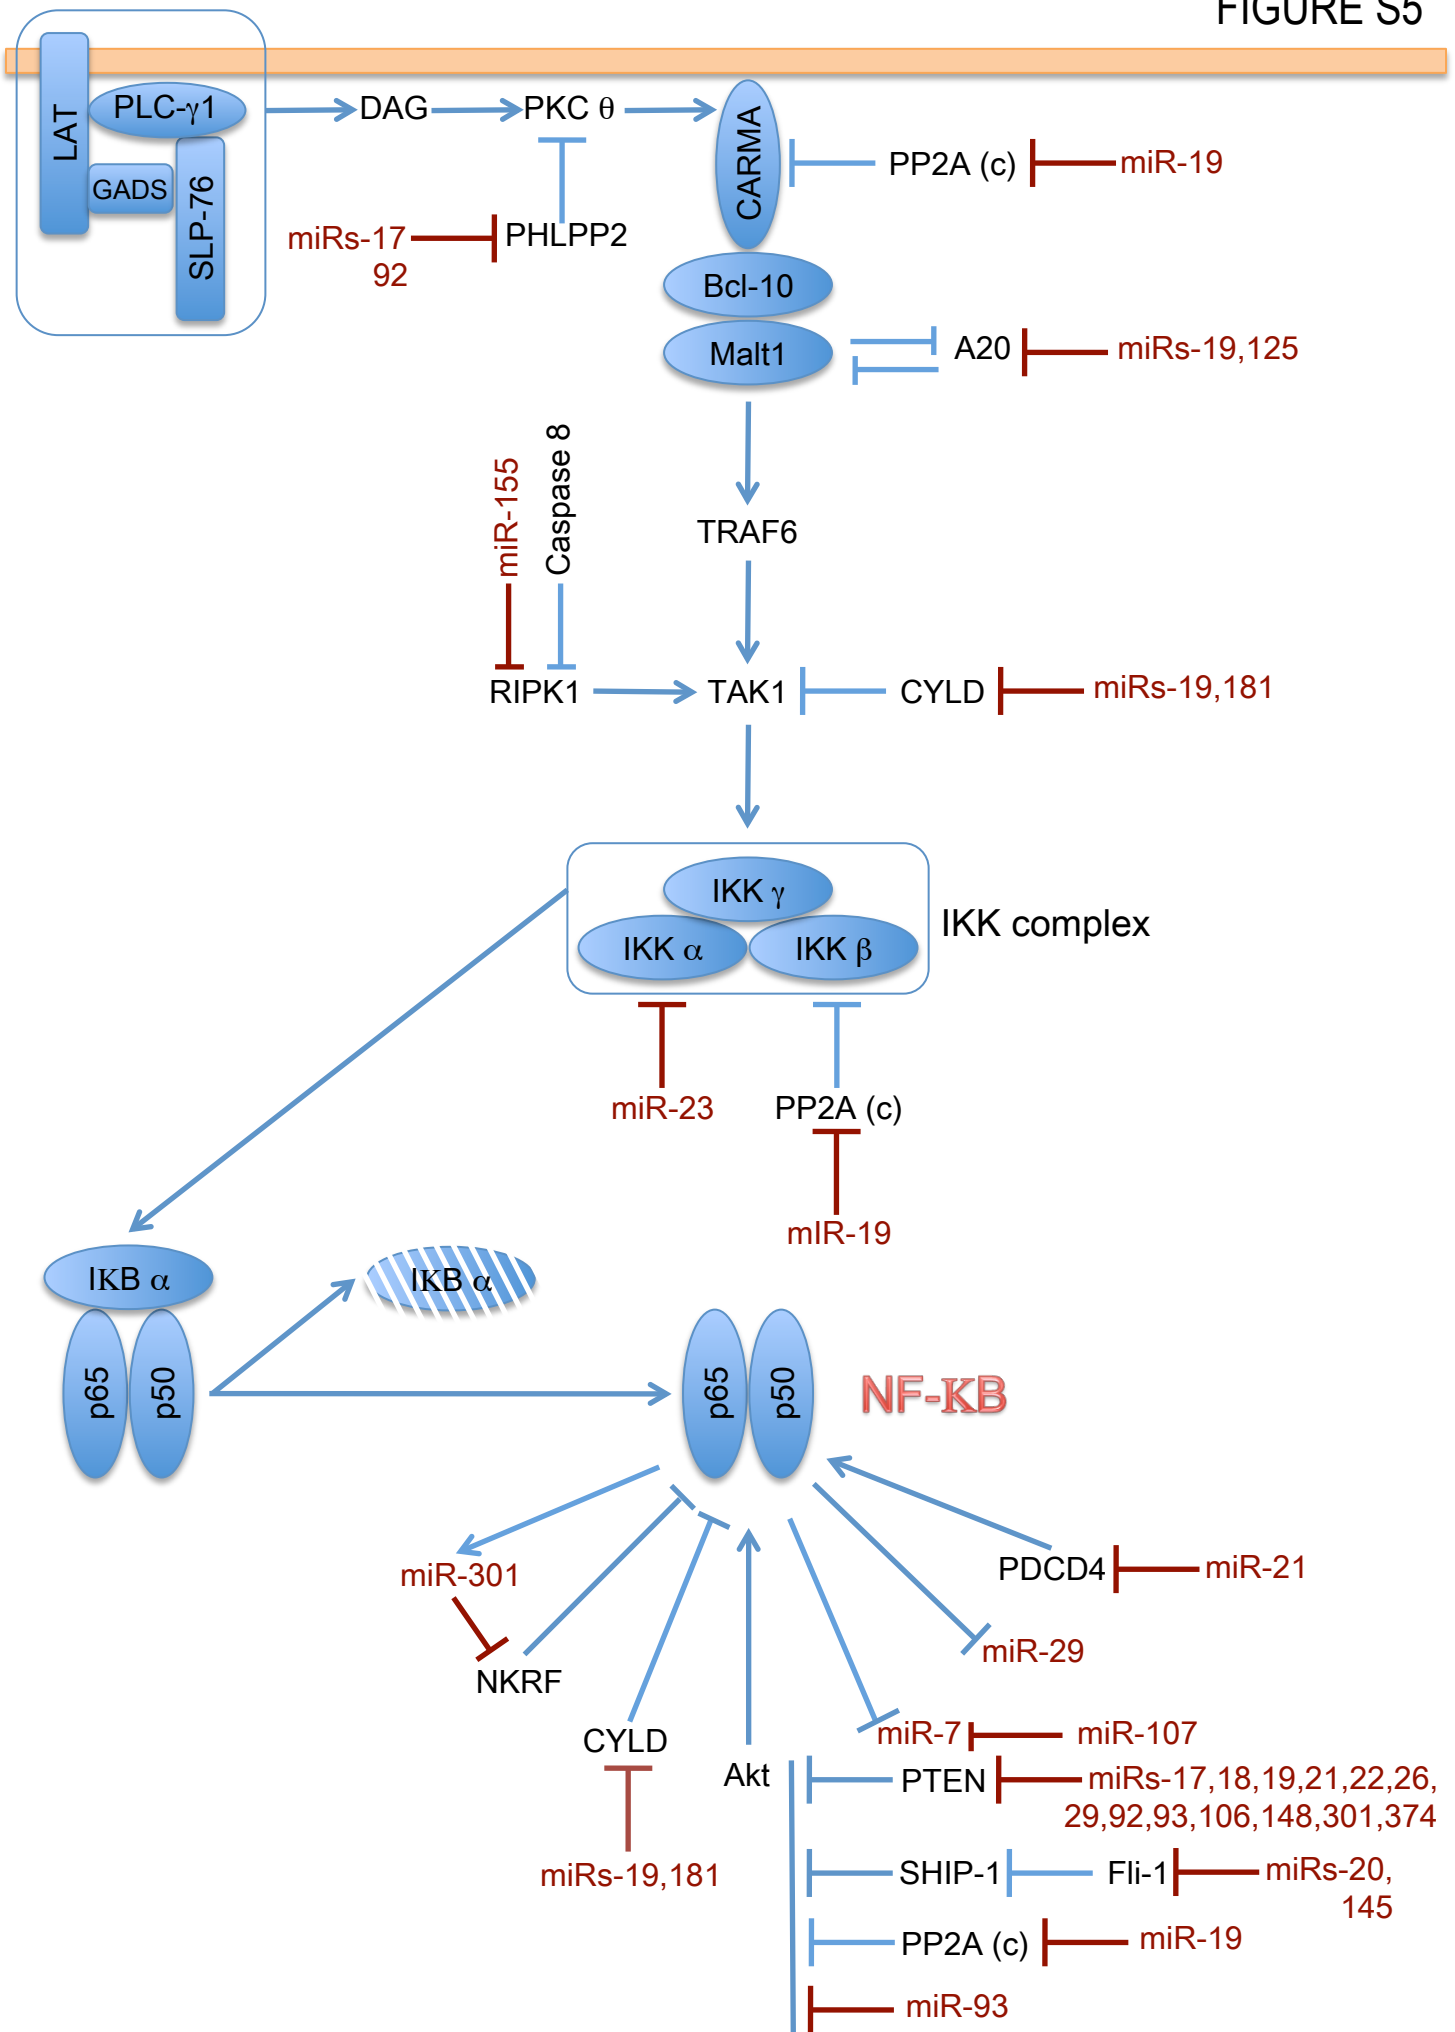 FIGURE S5
LAT
PLC-γ1
GADS
SLP-76
DAG
PKC θ
CARMA
PP2A (c)
miR-19
miRs-17
92
PHLPP2
Bcl-10
Malt1
A20
miRs-19,125
miR-155
Caspase 8
TRAF6
RIPK1
TAK1
CYLD
miRs-19,181
IKK γ
IKK α
IKK β
IKK complex
miR-23
PP2A (c)
mIR-19
IKB α
IKB α
p65
p50
p65
p50
NF-KB
miR-301
NKRF
PDCD4
miR-21
miR-29
CYLD
miRs-19,181
Akt
miR-7
miR-107
PTEN
miRs-17,18,19,21,22,26,
29,92,93,106,148,301,374
SHIP-1
Fli-1
miRs-20,
145
PP2A (c)
miR-19
miR-93